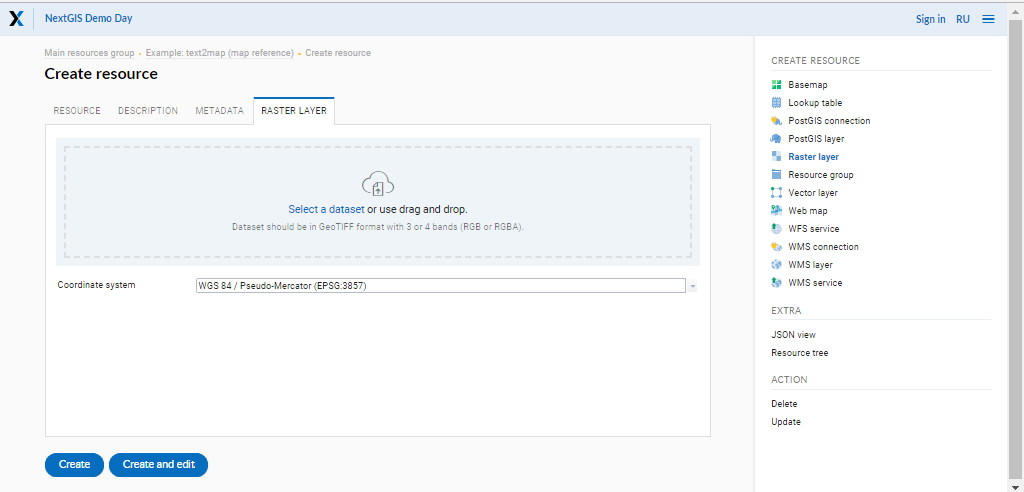 NextGIS Demo Day
Sign in RU
Main resources group • Example: text2map (map reference) • Create resource
Create resource
RESOURCE DESCRIPTION METADATA RASTER LAYER
Select a dataset or use drag and drop.
Dataset should be in GeoTIFF format with 3 or 4 bands (RGB or RGBA).
Coordinate system WGS 84 / Pseudo-Mercator (EPSG:3857)
Create Create and edit
CREATE RESOURCE
Basemap
Lookup table
PostGIS connection
PostGIS layer
Raster layer
Resource group
Vector layer
Web map
WFS service
WMS connection
WMS layer
WMS service
EXTRA
JSON view
Resource tree
ACTION
Delete
Update